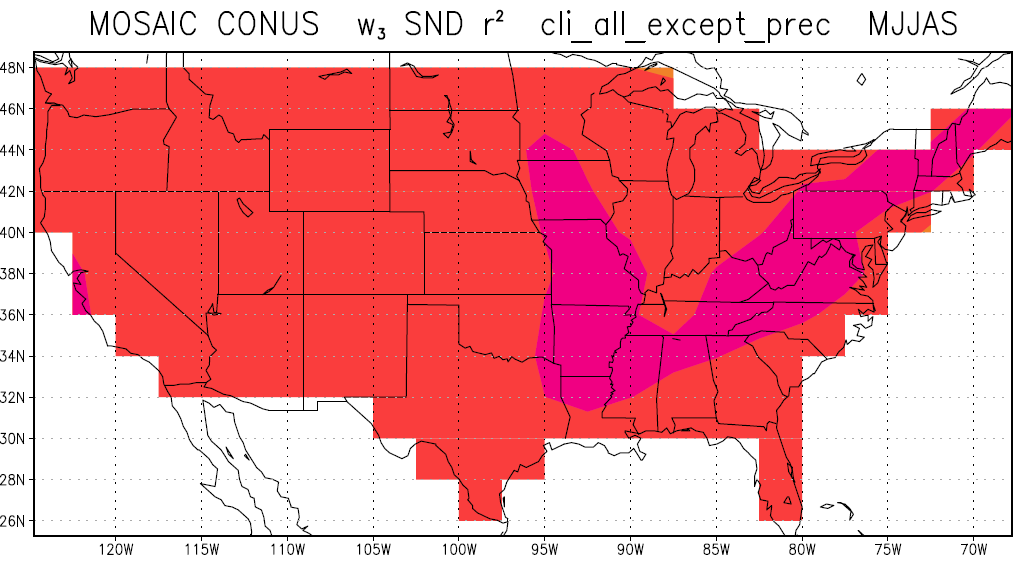 MOSAIC CONUS w₃ SND r² cli_all_except_prec MJJAS
48N
46N
44N
42N
40N
38N
36N
34N
32N
30N
28N
26N
120W 115W 110W 105W 100W 95W 90W 85W 80W 75W 70W